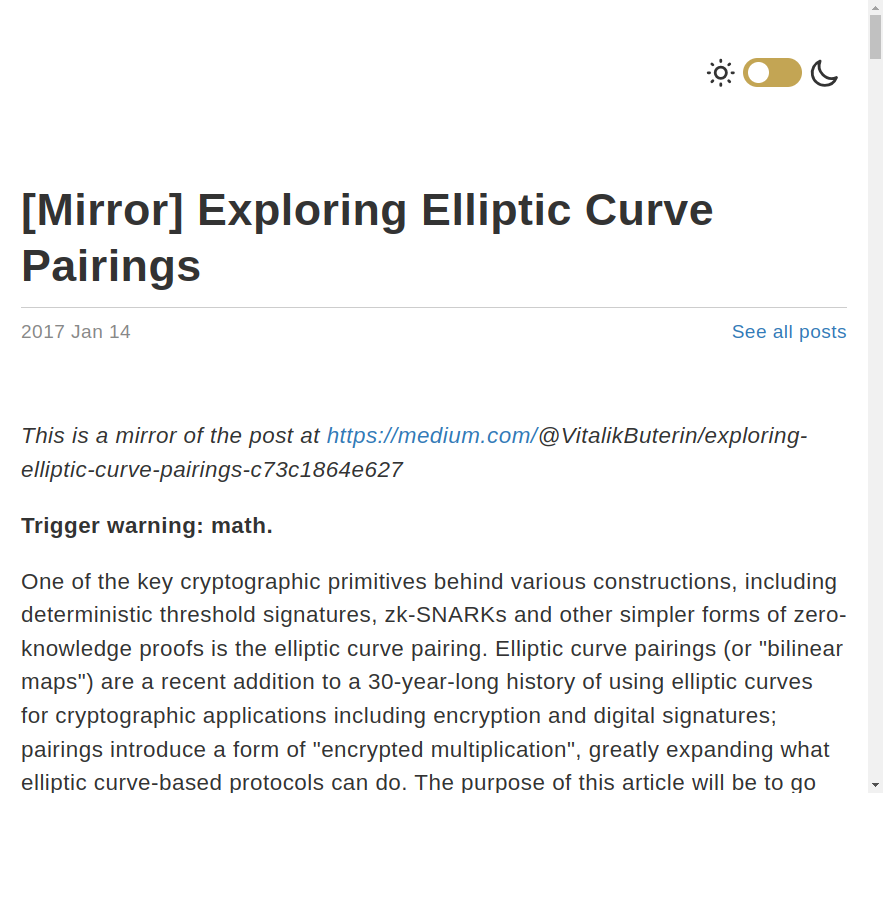 [Mirror] Exploring Elliptic Curve
Pairings
2017 Jan 14
See all posts
This is a mirror of the post at https://medium.com/@VitalikButerin/exploring-
elliptic-curve-pairings-c73c1864e627
Trigger warning: math.
One of the key cryptographic primitives behind various constructions, including
deterministic threshold signatures, zk-SNARKs and other simpler forms of zero-
knowledge proofs is the elliptic curve pairing. Elliptic curve pairings (or "bilinear
maps") are a recent addition to a 30-year-long history of using elliptic curves
for cryptographic applications including encryption and digital signatures;
pairings introduce a form of "encrypted multiplication", greatly expanding what
elliptic curve-based protocols can do. The purpose of this article will be to go